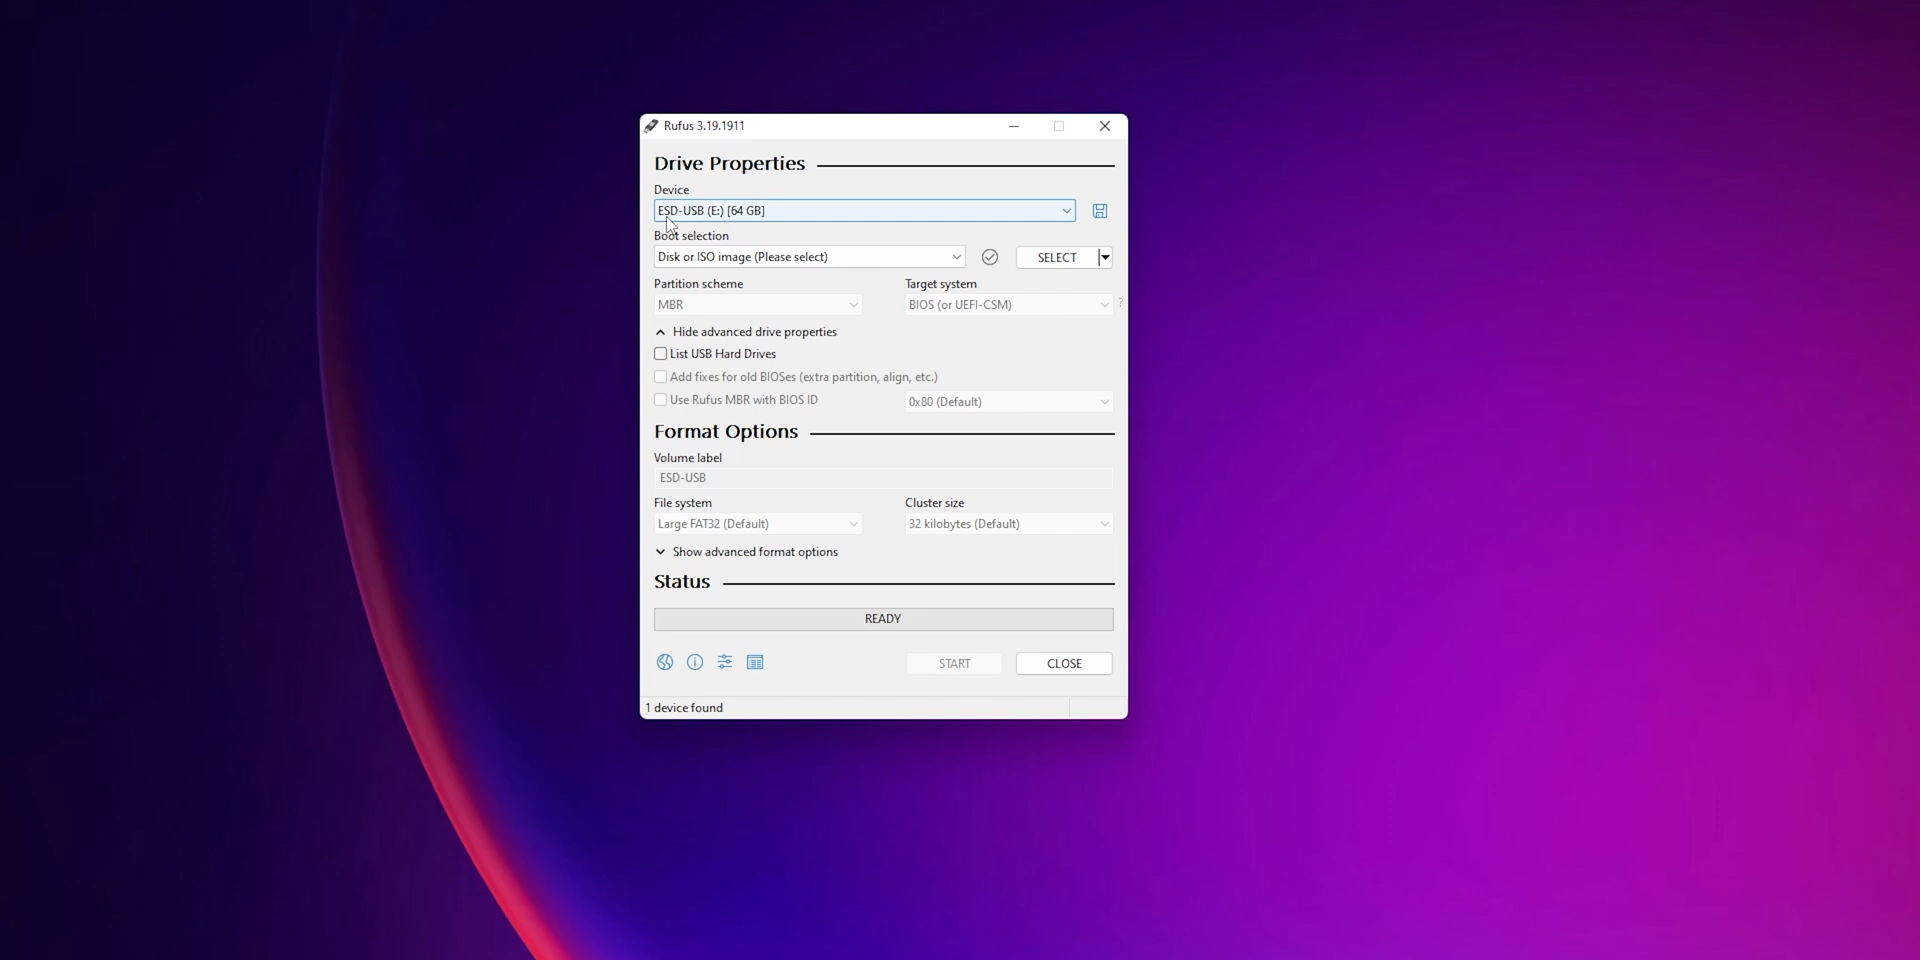 Rufus 3.19.1911
Drive Properties
Device
ESD-USB (E:) [64 GB]
Boot selection
Disk or ISO image (Please select)
SELECT
Partition scheme
Target system
MBR
BIOS (or UEFI-CSM)
?
Hide advanced drive properties
List USB Hard Drives
Add fixes for old BIOSes (extra partition, align, etc.)
Use Rufus MBR with BIOS ID
0x80 (Default)
Format Options
Volume label
ESD-USB
File system
Cluster size
Large FAT32 (Default)
32 kilobytes (Default)
Show advanced format options
Status
READY
START
CLOSE
1 device found